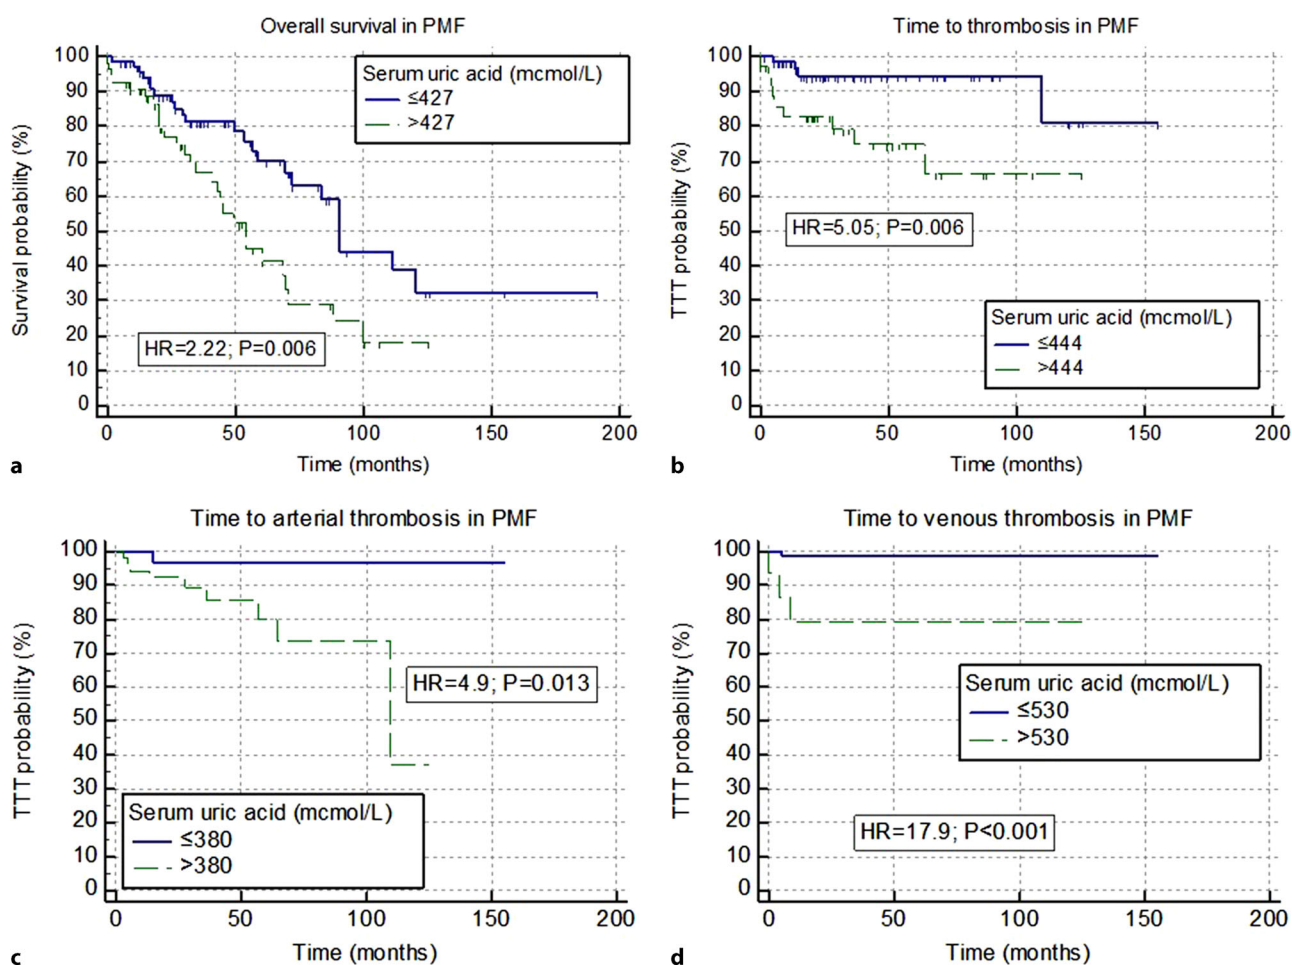 Overall survival in PMF
100
90
80
70
60
50
40
30
20
10
0
Survival probability (%)
Serum uric acid (mcmol/L)
≤427
>427
HR=2.22; P=0.006
0 50 100 150 200
Time (months)
a
Time to thrombosis in PMF
100
90
80
70
60
50
40
30
20
10
0
TTT probability (%)
HR=5.05; P=0.006
Serum uric acid (mcmol/L)
≤444
>444
0 50 100 150 200
Time (months)
b
Time to arterial thrombosis in PMF
100
90
80
70
60
50
40
30
20
10
0
TTT probability (%)
HR=4.9; P=0.013
Serum uric acid (mcmol/L)
≤380
>380
0 50 100 150 200
Time (months)
c
Time to venous thrombosis in PMF
100
90
80
70
60
50
40
30
20
10
0
TTT probability (%)
Serum uric acid (mcmol/L)
≤530
>530
HR=17.9; P<0.001
0 50 100 150 200
Time (months)
d